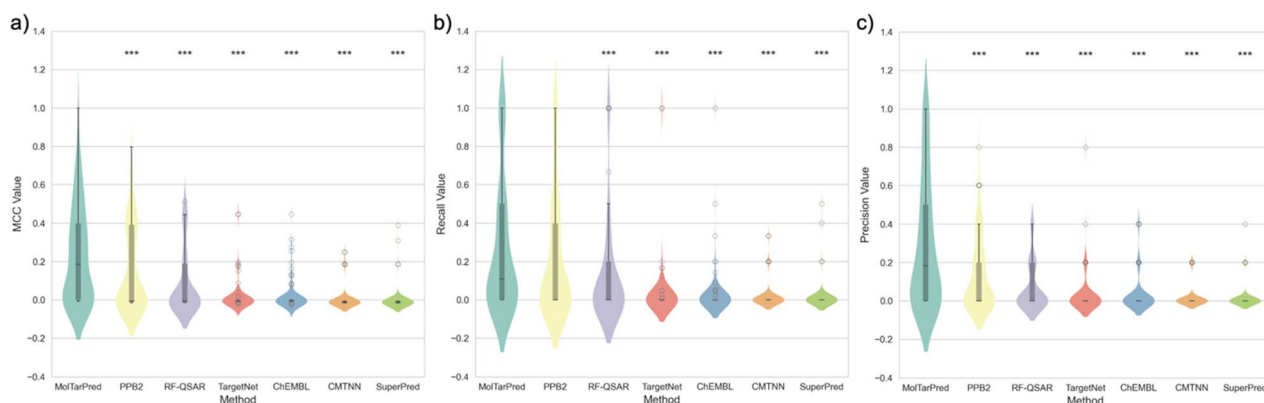 a)
*** *** *** *** *** ***
1.4
1.2
1.0
0.8
0.6
0.4
0.2
0.0
−0.2
−0.4
MCC Value
MolTarPred PPB2 RF-QSAR TargetNet ChEMBL CMTNN SuperPred
Method
b)
*** *** *** *** ***
1.4
1.2
1.0
0.8
0.6
0.4
0.2
0.0
−0.2
−0.4
Recall Value
MolTarPred PPB2 RF-QSAR TargetNet ChEMBL CMTNN SuperPred
Method
c)
*** *** *** *** *** ***
1.4
1.2
1.0
0.8
0.6
0.4
0.2
0.0
−0.2
−0.4
Precision Value
MolTarPred PPB2 RF-QSAR TargetNet ChEMBL CMTNN SuperPred
Method